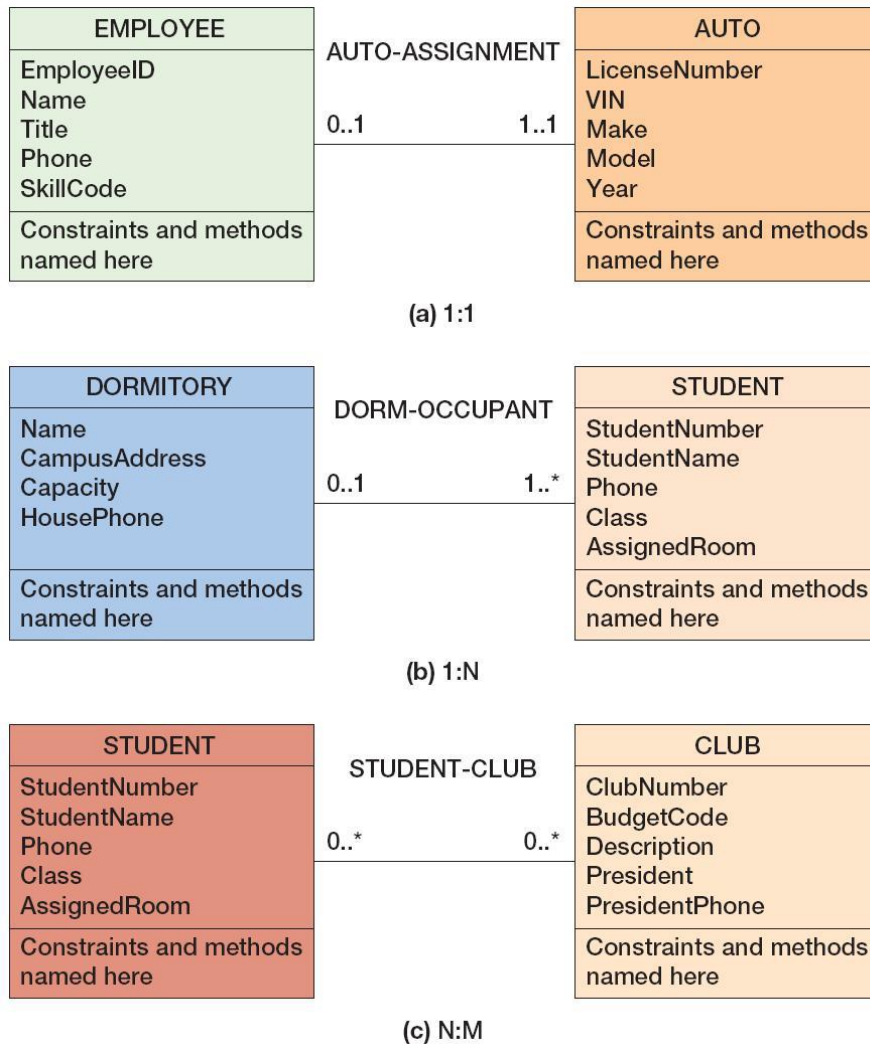 EMPLOYEE
EmployeeID
Name
Title
Phone
SkillCode
Constraints and methods
named here
AUTO-ASSIGNMENT
0..1
1..1
AUTO
LicenseNumber
VIN
Make
Model
Year
Constraints and methods
named here
(a) 1:1
DORMITORY
Name
CampusAddress
Capacity
HousePhone
Constraints and methods
named here
DORM-OCCUPANT
0..1
1..*
STUDENT
StudentNumber
StudentName
Phone
Class
AssignedRoom
Constraints and methods
named here
(b) 1:N
STUDENT
StudentNumber
StudentName
Phone
Class
AssignedRoom
Constraints and methods
named here
STUDENT-CLUB
0..*
0..*
CLUB
ClubNumber
BudgetCode
Description
President
PresidentPhone
Constraints and methods
named here
(c) N:M